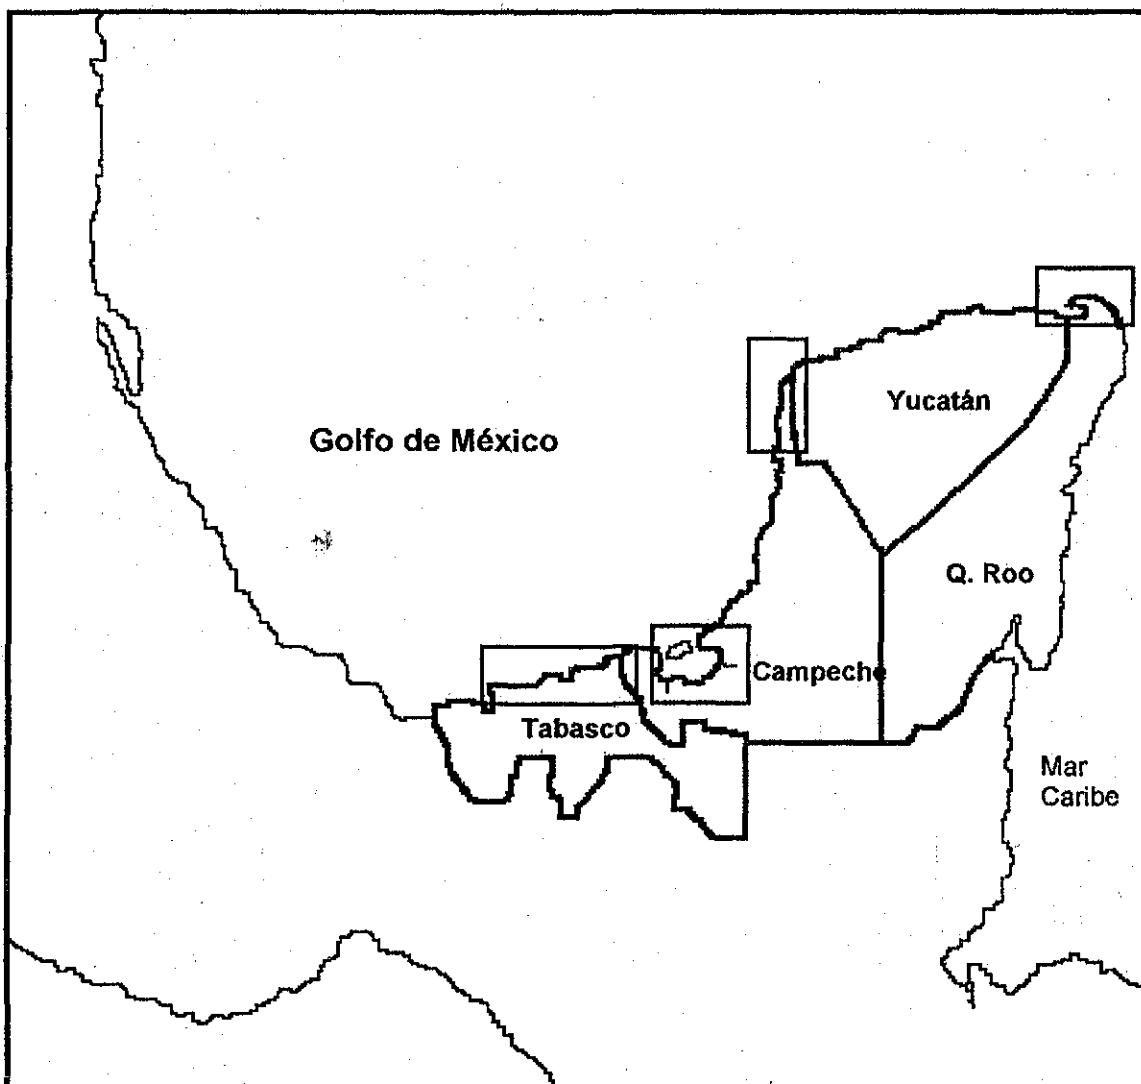 Yucatán
Golfo de México
Q. Roo
Campeche
Tabasco
Mar
Caribe